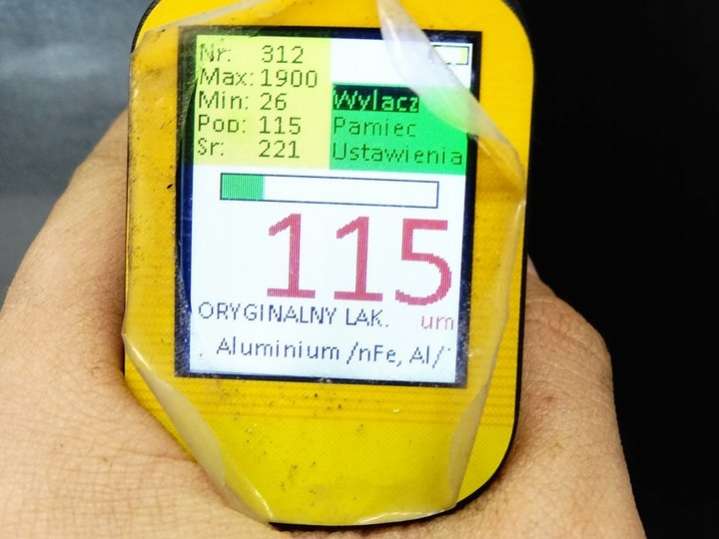 Nr: 312
Max: 1900
Min: 26
Pop: 115
Sr: 221
Wylacz
Pamiec
Ustawienia
115
ORYGINALNY LAK. um
. Aluminium /nFe, Al/